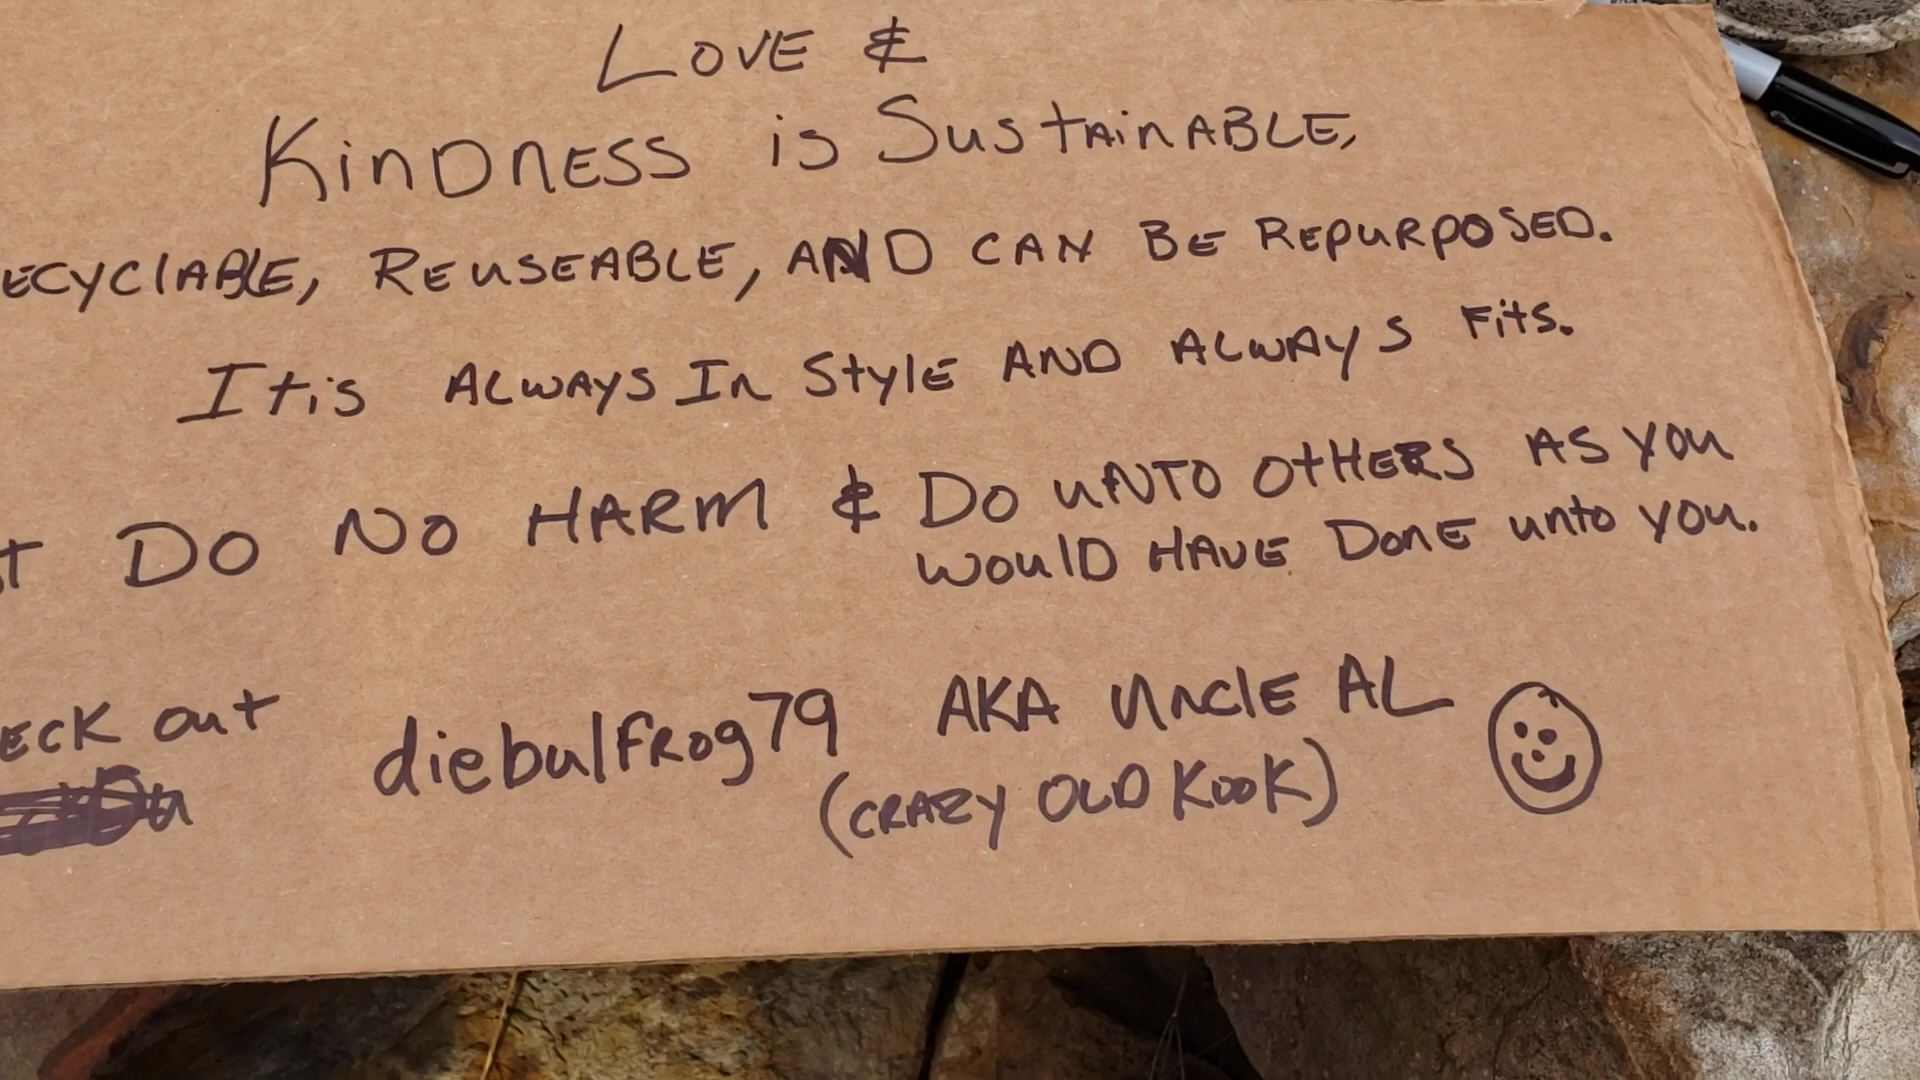 LOVE &
KinDnESS is SustAinABLE,
ECYClABLE, REUSEABLE, AND CAN BE REPURPOSED.
It is ALWAYS In StylE AND ALWAYS Fits.
T DO NO HARM & DO UNTO OtHERS AS YOU
WOUlD HAVE DonE unto you.
ECK out diebulfRog79 AKA UNClE AL
(CRAZY OLD KooK)